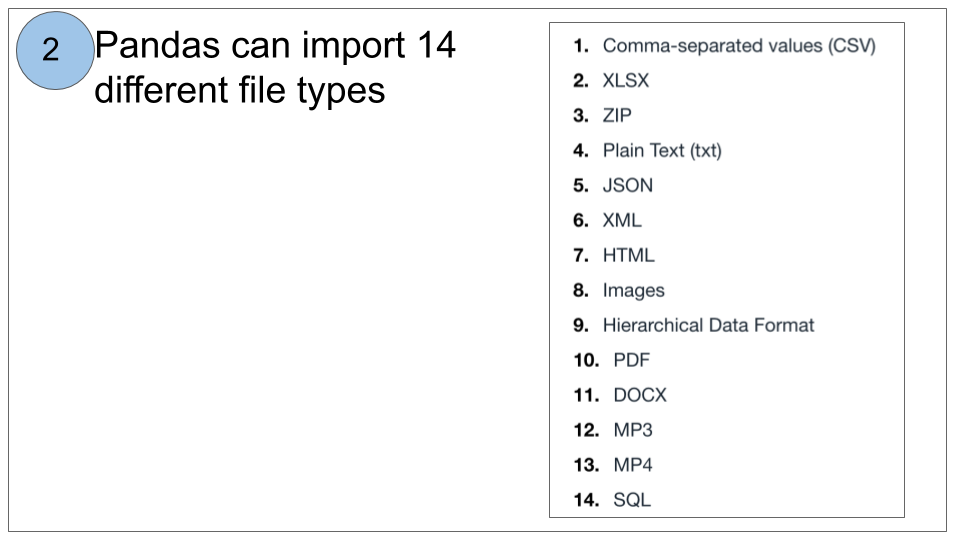 2
Pandas can import 14
different file types
1. Comma-separated values (CSV)
2. XLSX
3. ZIP
4. Plain Text (txt)
5. JSON
6. XML
7. HTML
8. Images
9. Hierarchical Data Format
10. PDF
11. DOCX
12. MP3
13. MP4
14. SQL